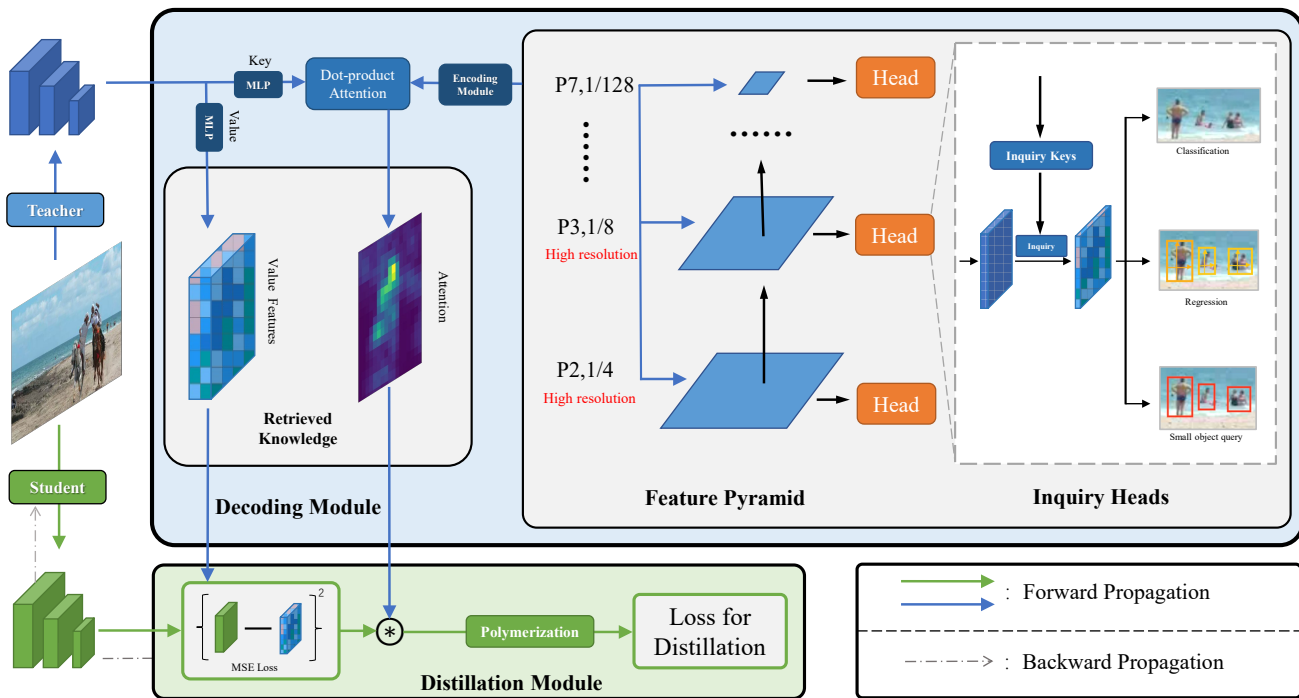 Key
MLP
Value
MLP
Dot-product
Attention
Encoding
Module
Teacher
Value Features
Attention
Retrieved
Knowledge
Decoding Module
P7,1/128
P3,1/8
High resolution
P2,1/4
High resolution
Head
Head
Head
Feature Pyramid
Inquiry Keys
Inquiry
Classification
Regression
Small object query
Inquiry Heads
Student
2
MSE Loss
*
Polymerization
Loss for
Distillation
Distillation Module
: Forward Propagation
: Backward Propagation